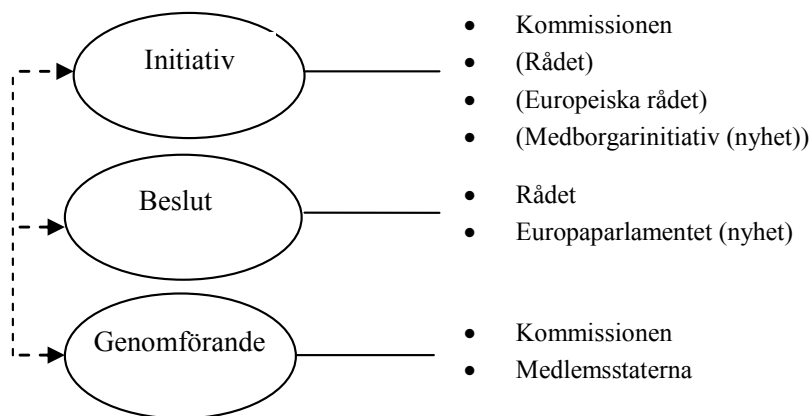 Initiativ
• Kommissionen
• (Rådet)
• (Europeiska rådet)
• (Medborgarinitiativ (nyhet))
Beslut
• Rådet
• Europaparlamentet (nyhet)
Genomförande
• Kommissionen
• Medlemsstaterna